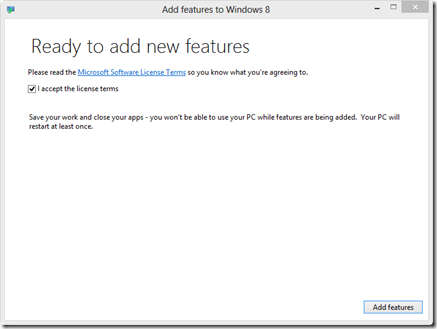 Add features to Windows 8
Ready to add new features
Please read the Microsoft Software License Terms so you know what you're agreeing to.
I accept the license terms
Save your work and close your apps - you won't be able to use your PC while features are being added.  Your PC will
restart at least once.
Add features